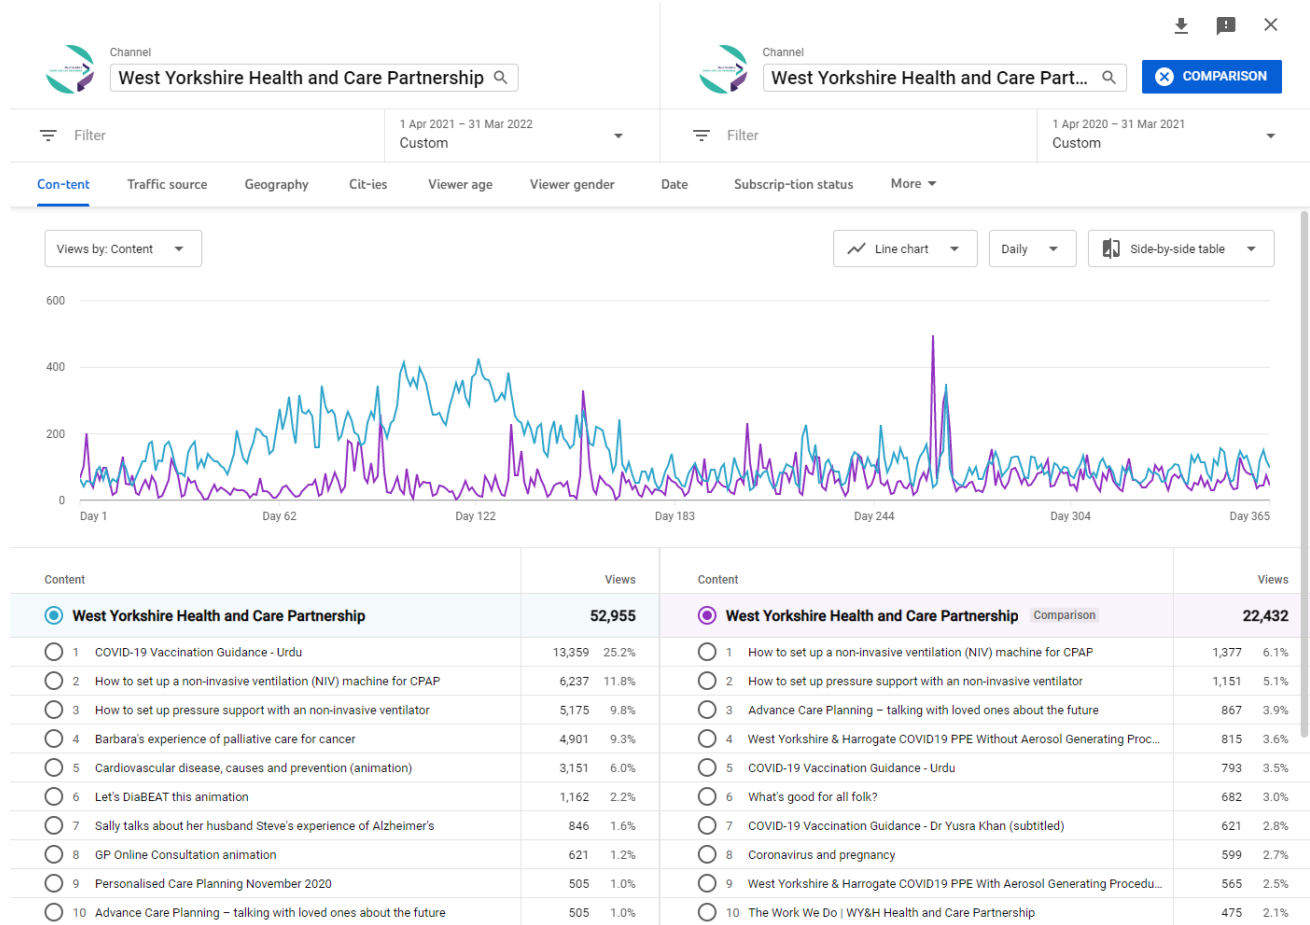 Channel
West Yorkshire Health and Care Partnership
Channel
West Yorkshire Health and Care Part...
COMPARISON
Filter
1 Apr 2021 – 31 Mar 2022
Custom
Filter
1 Apr 2020 – 31 Mar 2021
Custom
Con-tent Traffic source Geography Cit-ies Viewer age Viewer gender Date Subscrip-tion status More
Views by: Content
Line chart
Daily
Side-by-side table
600
400
200
0
Day 1 Day 62 Day 122 Day 183 Day 244 Day 304 Day 365
Content Views
West Yorkshire Health and Care Partnership 52,955
1 COVID-19 Vaccination Guidance - Urdu 13,359 25.2%
2 How to set up a non-invasive ventilation (NIV) machine for CPAP 6,237 11.8%
3 How to set up pressure support with an non-invasive ventilator 5,175 9.8%
4 Barbara's experience of palliative care for cancer 4,901 9.3%
5 Cardiovascular disease, causes and prevention (animation) 3,151 6.0%
6 Let's DiaBEAT this animation 1,162 2.2%
7 Sally talks about her husband Steve's experience of Alzheimer's 846 1.6%
8 GP Online Consultation animation 621 1.2%
9 Personalised Care Planning November 2020 505 1.0%
10 Advance Care Planning – talking with loved ones about the future 505 1.0%
Content Views
West Yorkshire Health and Care Partnership Comparison 22,432
1 How to set up a non-invasive ventilation (NIV) machine for CPAP 1,377 6.1%
2 How to set up pressure support with an non-invasive ventilator 1,151 5.1%
3 Advance Care Planning – talking with loved ones about the future 867 3.9%
4 West Yorkshire & Harrogate COVID19 PPE Without Aerosol Generating Proc... 815 3.6%
5 COVID-19 Vaccination Guidance - Urdu 793 3.5%
6 What's good for all folk? 682 3.0%
7 COVID-19 Vaccination Guidance - Dr Yusra Khan (subtitled) 621 2.8%
8 Coronavirus and pregnancy 599 2.7%
9 West Yorkshire & Harrogate COVID19 PPE With Aerosol Generating Procedu... 565 2.5%
10 The Work We Do | WY&H Health and Care Partnership 475 2.1%